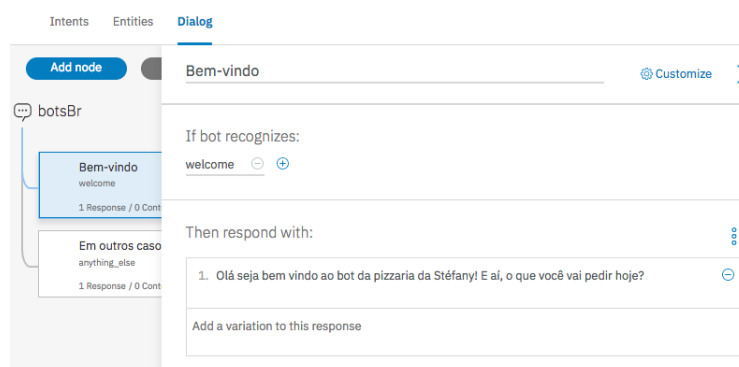 Intents Entities Dialog
Add node
botsBr
Bem-vindo
welcome
1 Response / 0 Cont
Em outros caso
anything_else
1 Response / 0 Cont
Bem-vindo
Customize
If bot recognizes:
welcome
Then respond with:
1. Olá seja bem vindo ao bot da pizzaria da Stéfany! E aí, o que você vai pedir hoje?
Add a variation to this response